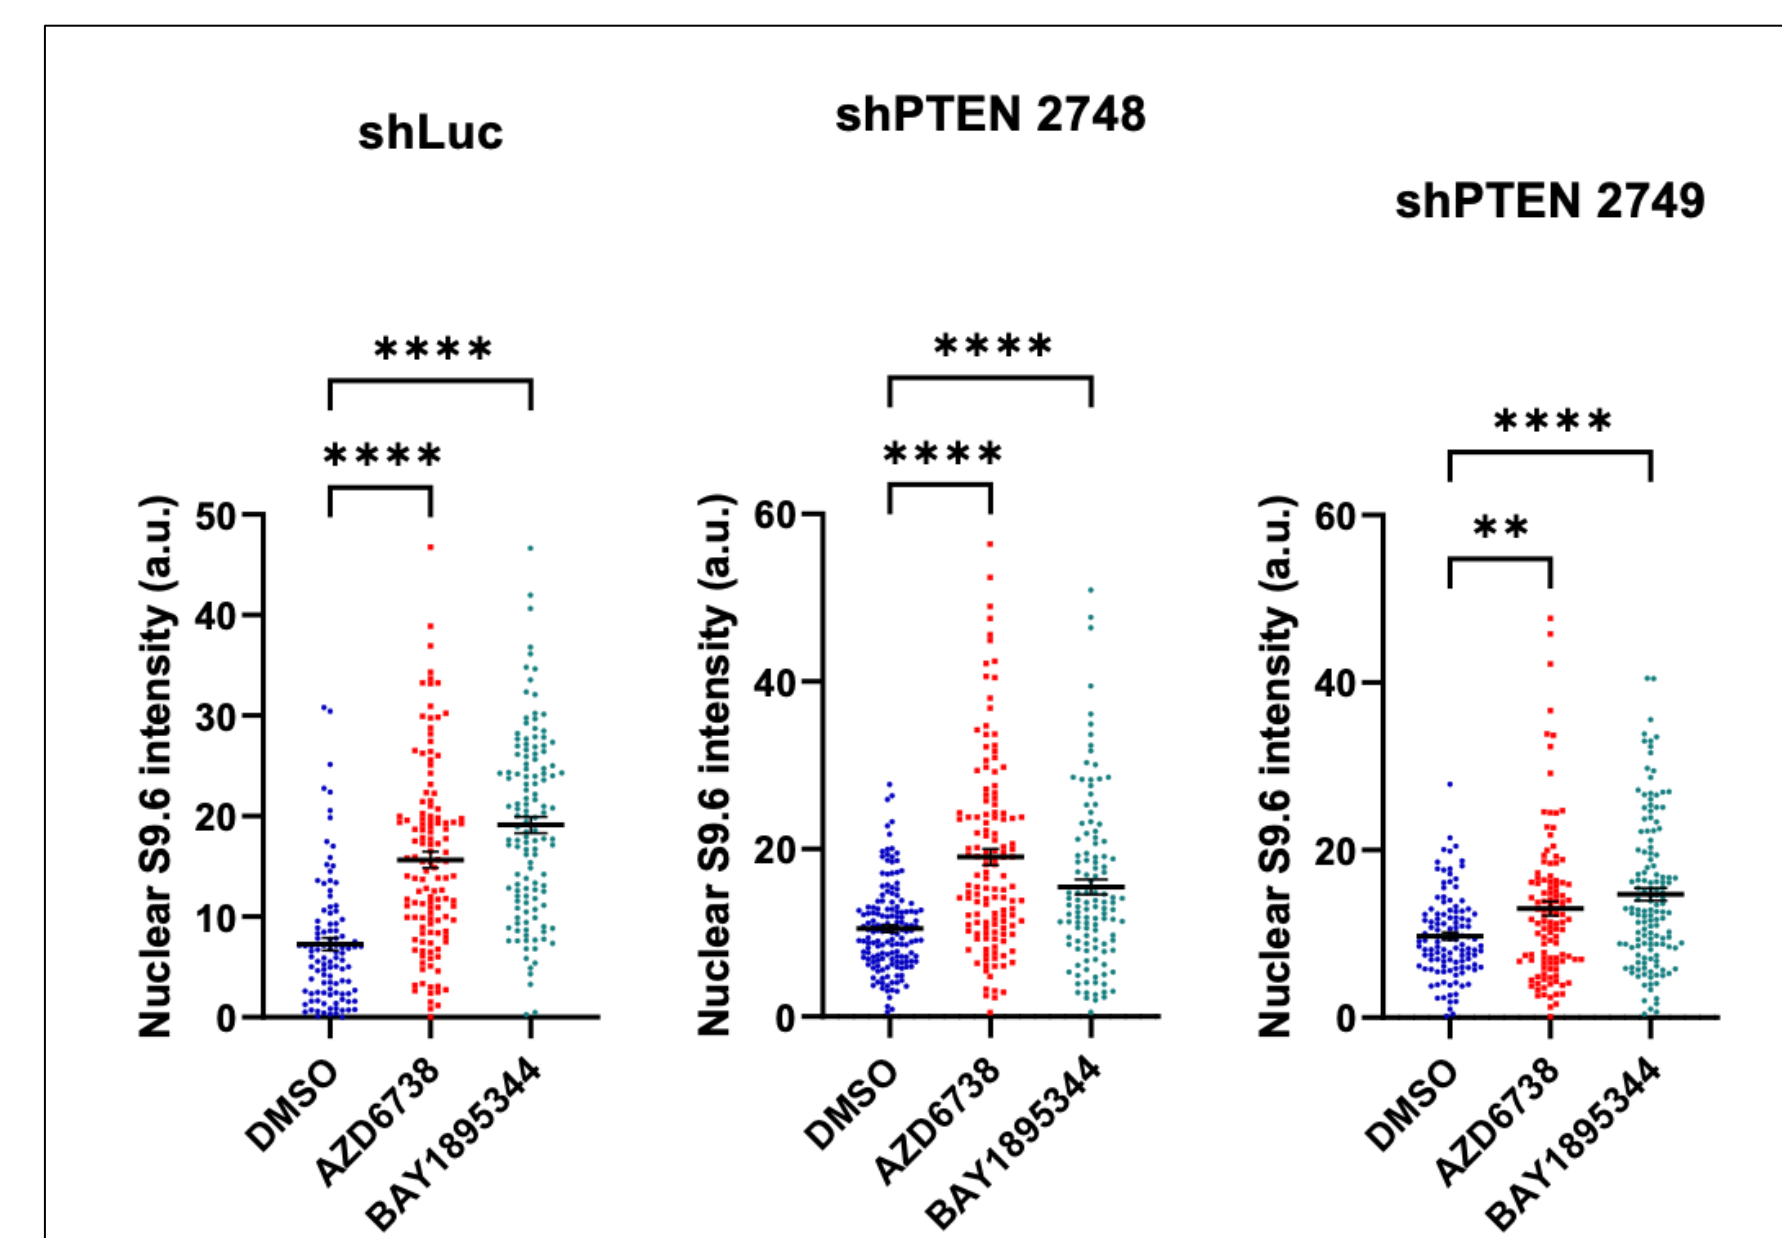 shLuc
****
****
Nuclear S9.6 intensity (a.u.)
50
40
30
20
10
0
DMSO
AZD6738
BAY1895344
shPTEN 2748
****
****
Nuclear S9.6 intensity (a.u.)
60
40
20
0
DMSO
AZD6738
BAY1895344
shPTEN 2749
****
**
Nuclear S9.6 intensity (a.u.)
60
40
20
0
DMSO
AZD6738
BAY1895344